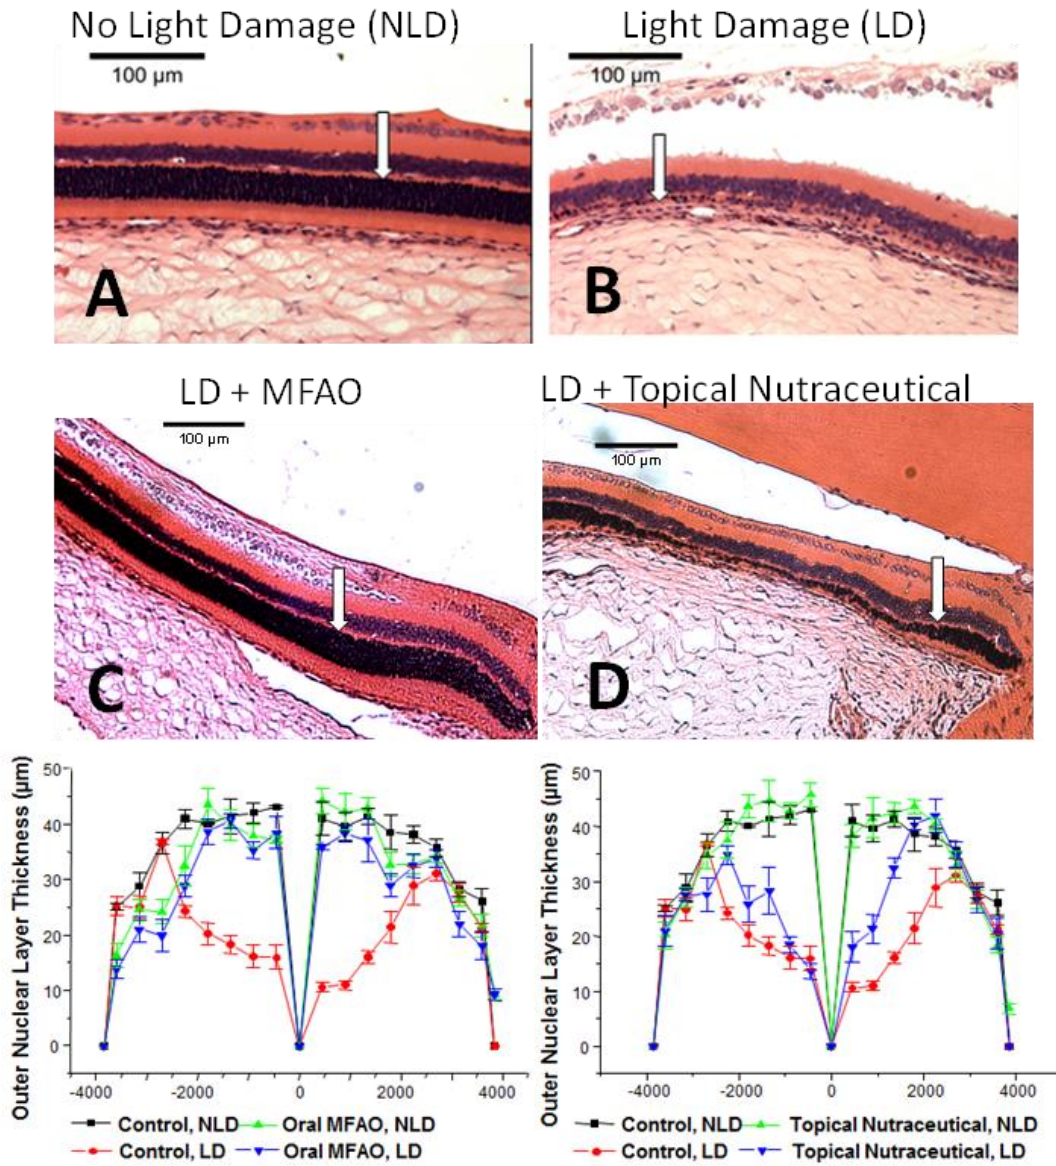 No Light Damage (NLD)
Light Damage (LD)
100 µm
100 µm
A
B
LD + MFAO
LD + Topical Nutraceutical
100 µm
100 µm
C
D
Outer Nuclear Layer Thickness (µm)
50
40
30
20
10
0
-4000
-2000
0
2000
4000
Control, NLD
Oral MFAO, NLD
Control, LD
Oral MFAO, LD
Outer Nuclear Layer Thickness (µm)
50
40
30
20
10
0
-4000
-2000
0
2000
4000
Control, NLD
Topical Nutraceutical, NLD
Control, LD
Topical Nutraceutical, LD